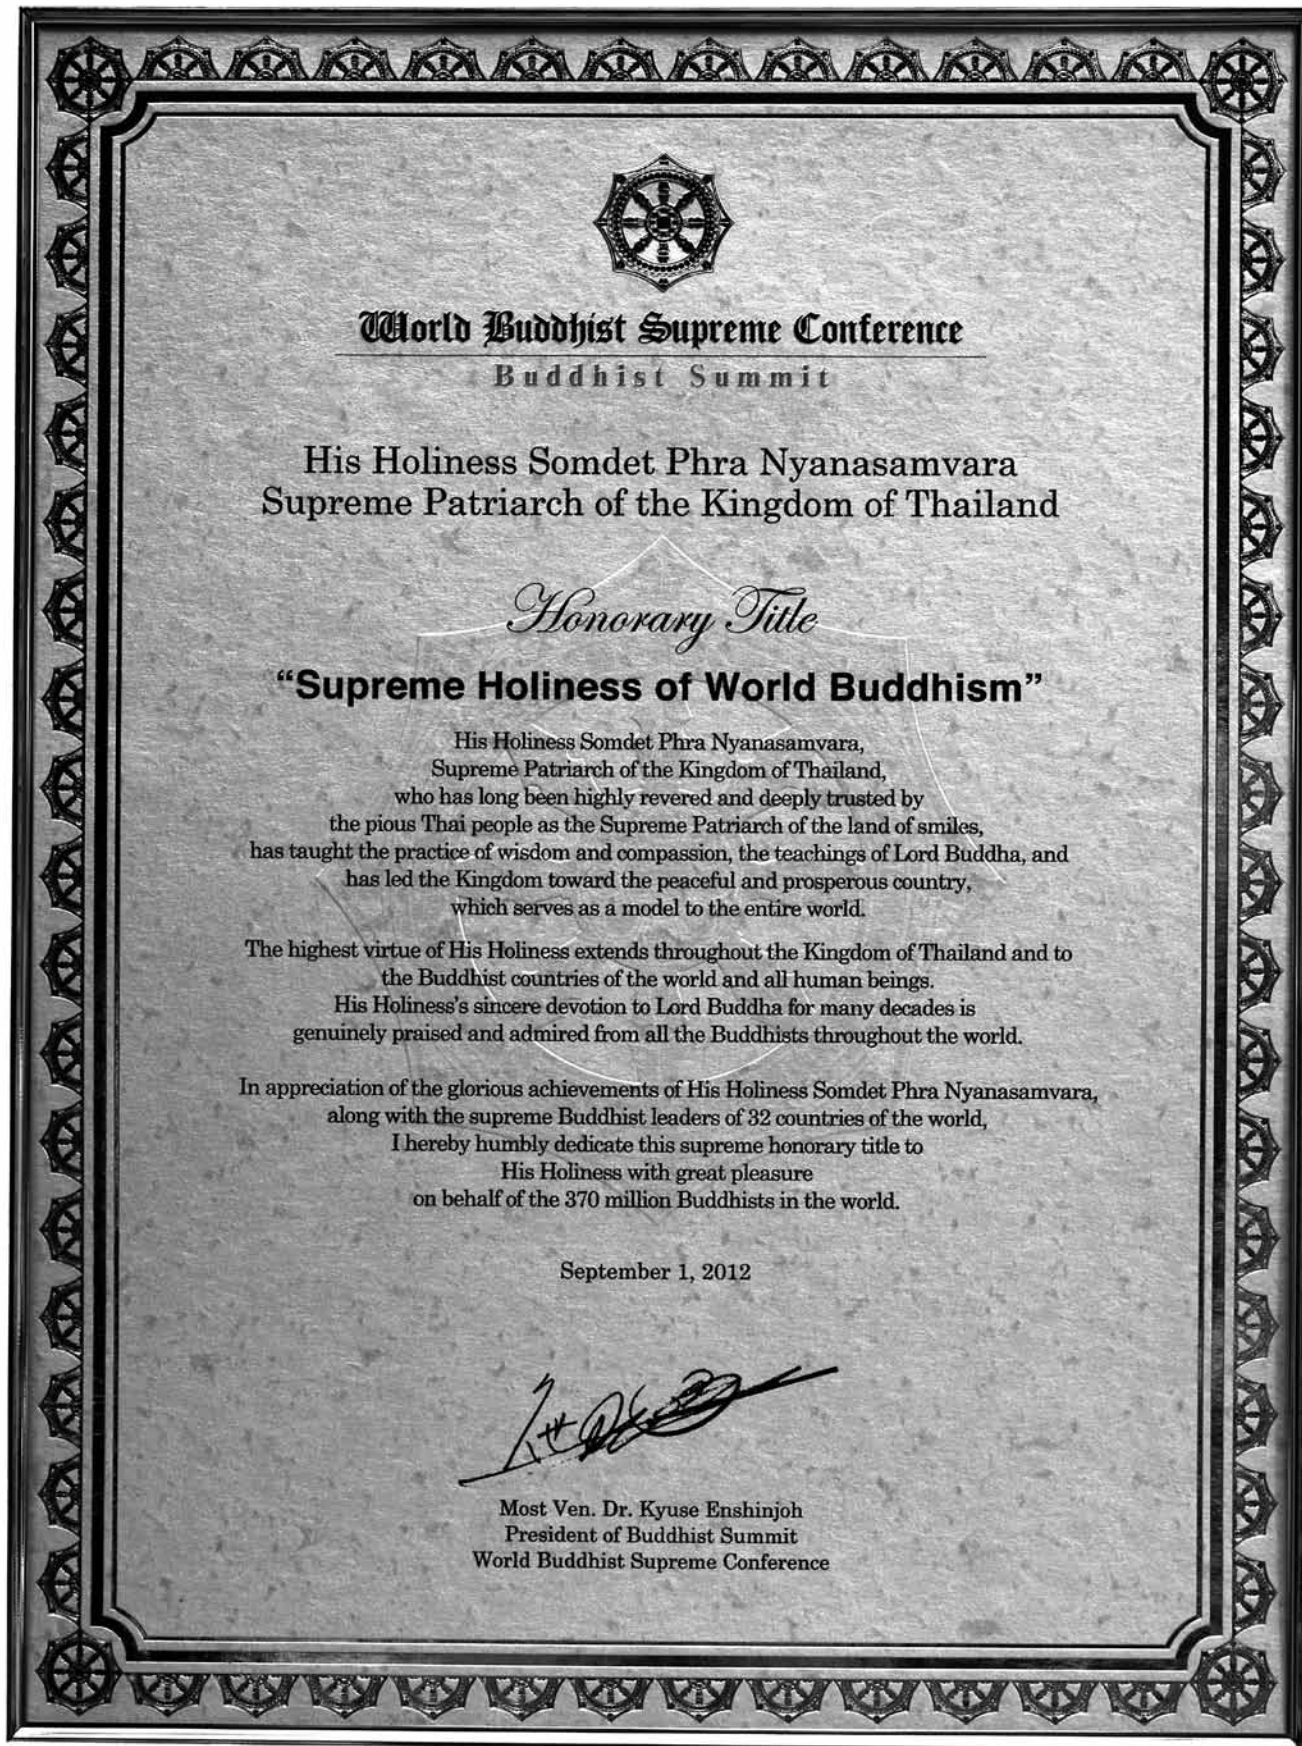 World Buddhist Supreme Conference
Buddhist Summit
His Holiness Somdet Phra Nyanasamvara
Supreme Patriarch of the Kingdom of Thailand
Honorary Title
“Supreme Holiness of World Buddhism”
His Holiness Somdet Phra Nyanasamvara,
Supreme Patriarch of the Kingdom of Thailand,
who has long been highly revered and deeply trusted by
the pious Thai people as the Supreme Patriarch of the land of smiles,
has taught the practice of wisdom and compassion, the teachings of Lord Buddha, and
has led the Kingdom toward the peaceful and prosperous country,
which serves as a model to the entire world.
The highest virtue of His Holiness extends throughout the Kingdom of Thailand and to
the Buddhist countries of the world and all human beings.
His Holiness's sincere devotion to Lord Buddha for many decades is
genuinely praised and admired from all the Buddhists throughout the world.
In appreciation of the glorious achievements of His Holiness Somdet Phra Nyanasamvara,
along with the supreme Buddhist leaders of 32 countries of the world,
I hereby humbly dedicate this supreme honorary title to
His Holiness with great pleasure
on behalf of the 370 million Buddhists in the world.
September 1, 2012
Most Ven. Dr. Kyuse Enshinjoh
President of Buddhist Summit
World Buddhist Supreme Conference